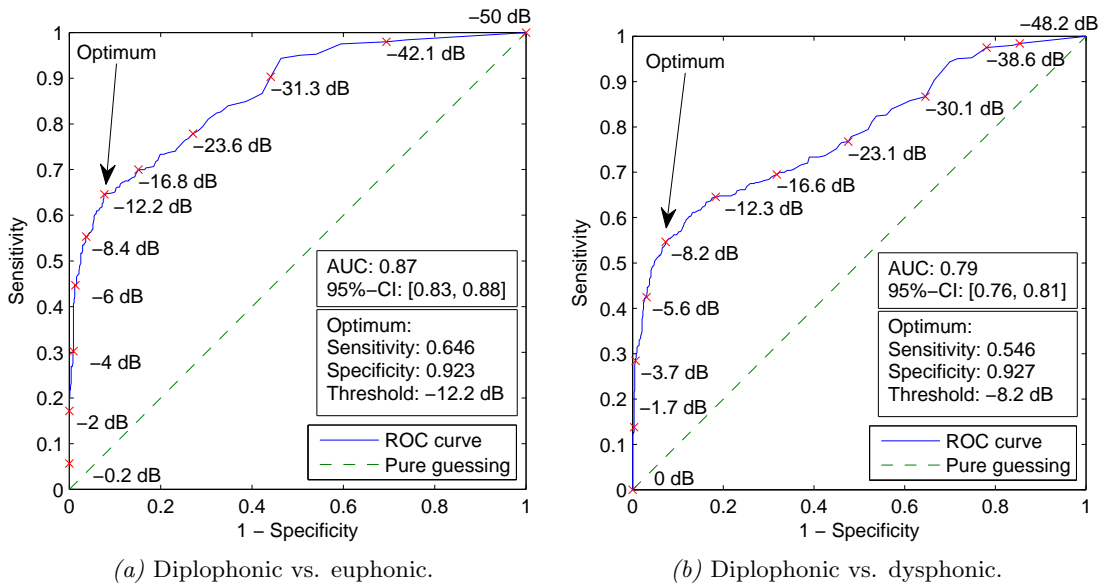 −50 dB
1
0.9
0.8
0.7
0.6
0.5
0.4
0.3
0.2
0.1
0
Sensitivity
Optimum
−42.1 dB
−31.3 dB
−23.6 dB
−16.8 dB
−12.2 dB
−8.4 dB
−6 dB
−4 dB
−2 dB
−0.2 dB
AUC: 0.87
95%−CI: [0.83, 0.88]
Optimum:
Sensitivity: 0.646
Specificity: 0.923
Threshold: −12.2 dB
ROC curve
Pure guessing
0 0.2 0.4 0.6 0.8 1
1 − Specificity
(a) Diplophonic vs. euphonic.
−48.2 dB
1
0.9
0.8
0.7
0.6
0.5
0.4
0.3
0.2
0.1
0
Sensitivity
Optimum
−38.6 dB
−30.1 dB
−23.1 dB
−16.6 dB
−12.3 dB
−8.2 dB
−5.6 dB
−3.7 dB
−1.7 dB
0 dB
AUC: 0.79
95%−CI: [0.76, 0.81]
Optimum:
Sensitivity: 0.546
Specificity: 0.927
Threshold: −8.2 dB
ROC curve
Pure guessing
0 0.2 0.4 0.6 0.8 1
1 − Specificity
(b) Diplophonic vs. dysphonic.